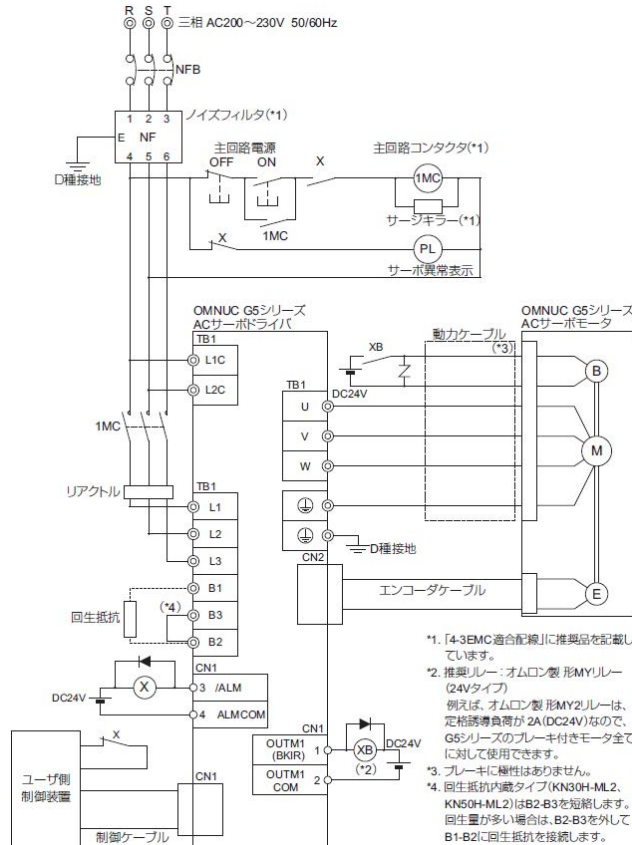 R S T
三相 AC200～230V 50/60Hz
NFB
1 2 3
ノイズフィルタ(*1)
E NF
4 5 6
D種接地
主回路電源
OFF ON
X
主回路コンタクタ(*1)
1MC
サージキラー(*1)
1MC
X
PL
サーボ異常表示
OMNUC G5シリーズ
ACサーボドライバ
TB1
L1C
L2C
1MC
リアクトル
TB1
L1
L2
L3
B1
B3
B2
回生抵抗
(*4)
CN1
3 /ALM
4 ALMCOM
X
DC24V
X
ユーザ側
制御装置
CN1
制御ケーブル
OMNUC G5シリーズ
ACサーボモータ
動力ケーブル
(*3)
XB
DC24V
B
TB1
U
V
W
M
D種接地
CN2
エンコーダケーブル
E
CN1
OUTM1
(BKIR)
1
XB
DC24V
(*2)
OUTM1
COM
2
*1. 「4-3EMC適合配線」に推奨品を記載し
ています。
*2. 推奨リレー：オムロン製 形MYリレー
(24Vタイプ)
例えば、オムロン製 形MY2リレーは、
定格誘導負荷が 2A(DC24V)なので、
G5シリーズのブレーキ付きモータ全て
に対して使用できます。
*3. ブレーキに極性はありません。
*4. 回生抵抗内蔵タイプ(KN30H-ML2、
KN50H-ML2)はB2-B3を短絡します。
回生量が多い場合は、B2-B3を外して
B1-B2に回生抵抗を接続します。